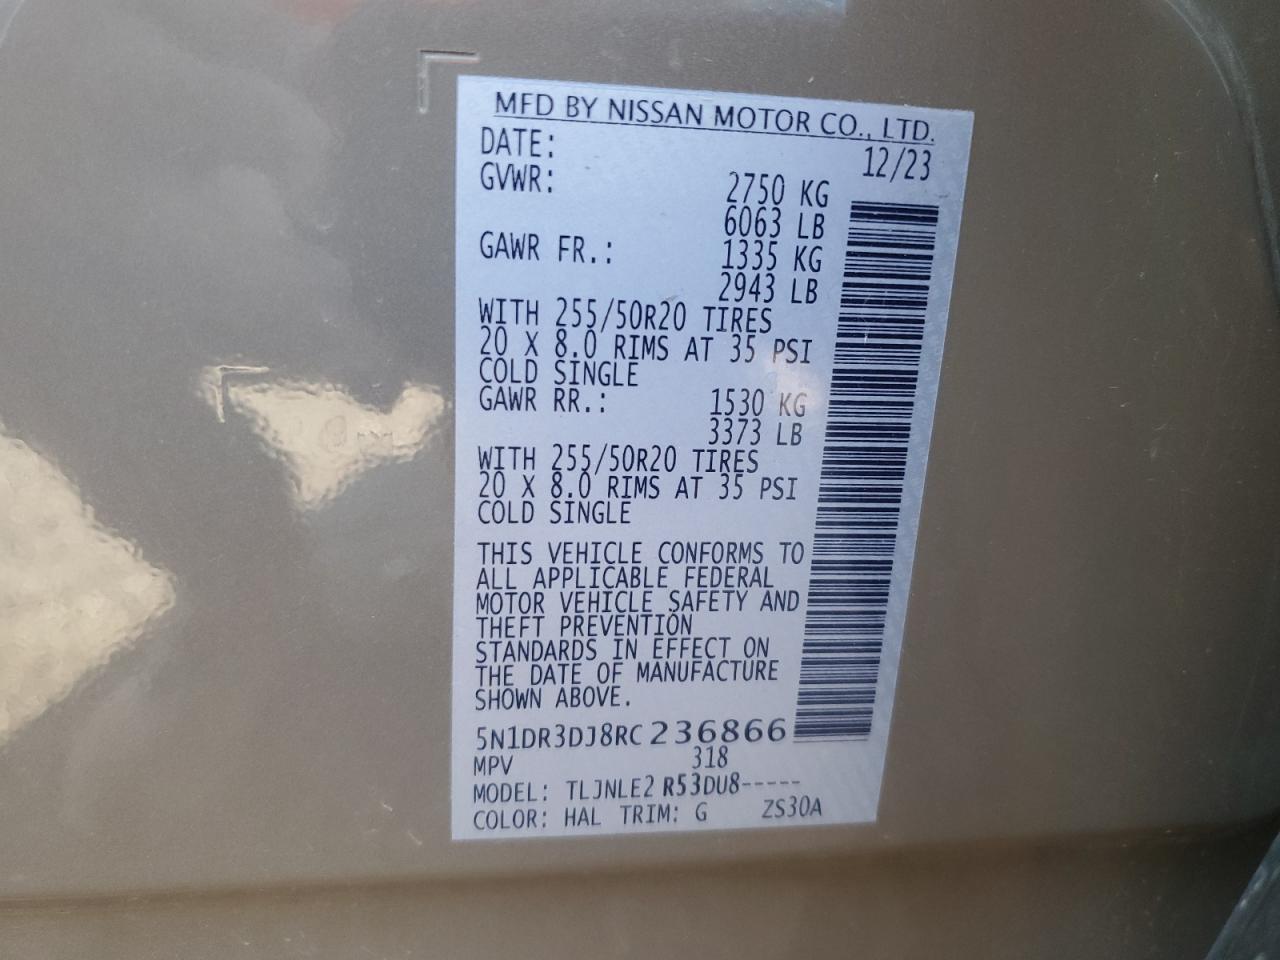 MFD BY NISSAN MOTOR CO., LTD.
DATE: 12/23
GVWR: 2750 KG
6063 LB
GAWR FR.: 1335 KG
2943 LB
WITH 255/50R20 TIRES
20 X 8.0 RIMS AT 35 PSI
COLD SINGLE
GAWR RR.: 1530 KG
3373 LB
WITH 255/50R20 TIRES
20 X 8.0 RIMS AT 35 PSI
COLD SINGLE
THIS VEHICLE CONFORMS TO
ALL APPLICABLE FEDERAL
MOTOR VEHICLE SAFETY AND
THEFT PREVENTION
STANDARDS IN EFFECT ON
THE DATE OF MANUFACTURE
SHOWN ABOVE.
5N1DR3DJ8RC236866
MPV 318
MODEL: TLJNLE2 R53DU8-----
COLOR: HAL TRIM: G ZS30A